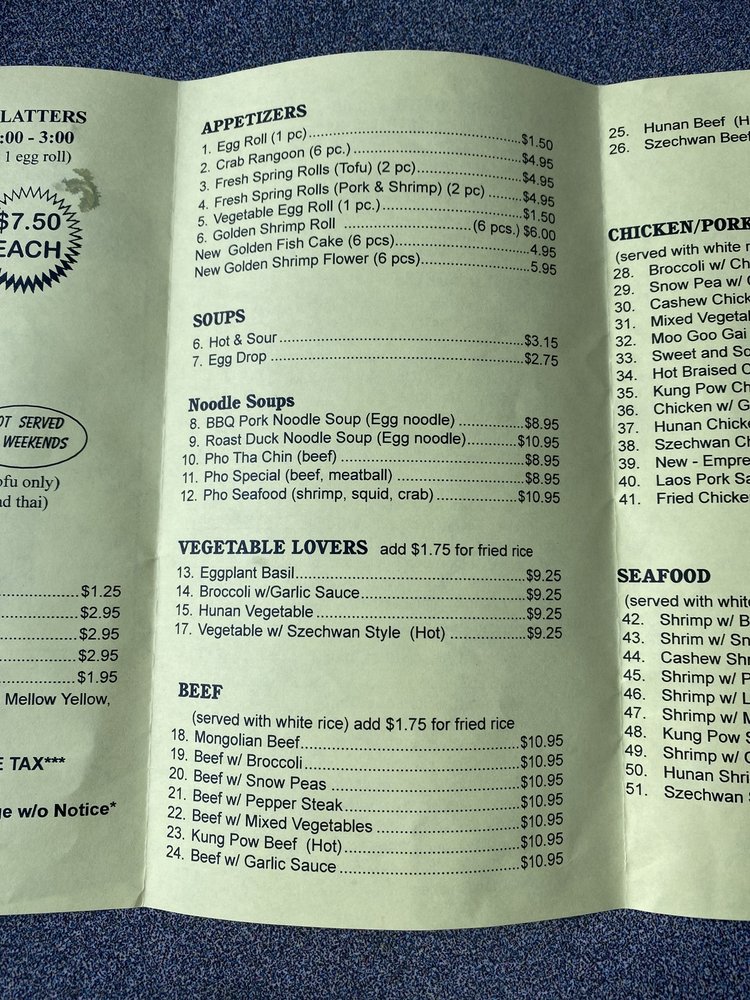 LATTERS
:00 - 3:00
1 egg roll)
$7.50
EACH
OT SERVED
WEEKENDS
ofu only)
d thai)
$1.25
$2.95
$2.95
$2.95
$1.95
Mellow Yellow,
E TAX***
ge w/o Notice*
APPETIZERS
1. Egg Roll (1 pc) $1.50
2. Crab Rangoon (6 pc.) $4.95
3. Fresh Spring Rolls (Tofu) (2 pc) $4.95
4. Fresh Spring Rolls (Pork & Shrimp) (2 pc) $4.95
5. Vegetable Egg Roll (1 pc.) $1.50
6. Golden Shrimp Roll (6 pcs.) $6.00
New Golden Fish Cake (6 pcs) 4.95
New Golden Shrimp Flower (6 pcs) 5.95
SOUPS
6. Hot & Sour $3.15
7. Egg Drop $2.75
Noodle Soups
8. BBQ Pork Noodle Soup (Egg noodle) $8.95
9. Roast Duck Noodle Soup (Egg noodle) $10.95
10. Pho Tha Chin (beef) $8.95
11. Pho Special (beef, meatball) $8.95
12. Pho Seafood (shrimp, squid, crab) $10.95
VEGETABLE LOVERS add $1.75 for fried rice
13. Eggplant Basil $9.25
14. Broccoli w/Garlic Sauce $9.25
15. Hunan Vegetable $9.25
17. Vegetable w/ Szechwan Style (Hot) $9.25
BEEF
(served with white rice) add $1.75 for fried rice
18. Mongolian Beef $10.95
19. Beef w/ Broccoli $10.95
20. Beef w/ Snow Peas $10.95
21. Beef w/ Pepper Steak $10.95
22. Beef w/ Mixed Vegetables $10.95
23. Kung Pow Beef (Hot) $10.95
24. Beef w/ Garlic Sauce $10.95
25. Hunan Beef (H
26. Szechwan Beef
CHICKEN/PORK
(served with white r
28. Broccoli w/ Ch
29. Snow Pea w/ C
30. Cashew Chick
31. Mixed Vegetal
32. Moo Goo Gai
33. Sweet and So
34. Hot Braised C
35. Kung Pow Ch
36. Chicken w/ G
37. Hunan Chicke
38. Szechwan Ch
39. New - Empre
40. Laos Pork Sa
41. Fried Chicke
SEAFOOD
(served with white
42. Shrimp w/ B
43. Shrim w/ Sn
44. Cashew Shr
45. Shrimp w/ P
46. Shrimp w/ L
47. Shrimp w/ M
48. Kung Pow S
49. Shrimp w/ G
50. Hunan Shri
51. Szechwan S